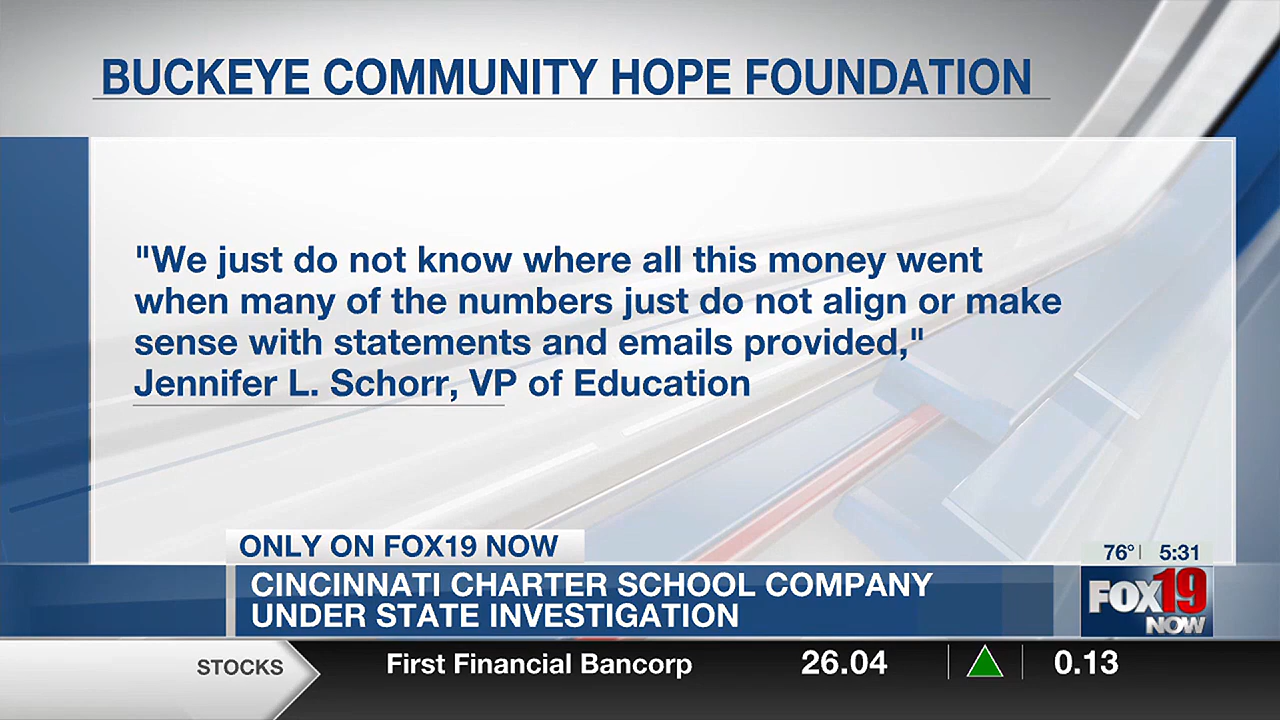 BUCKEYE COMMUNITY HOPE FOUNDATION
"We just do not know where all this money went
when many of the numbers just do not align or make
sense with statements and emails provided,"
Jennifer L. Schorr, VP of Education
ONLY ON FOX19 NOW
CINCINNATI CHARTER SCHOOL COMPANY
UNDER STATE INVESTIGATION
76° 5:31
FOX19
NOW
STOCKS First Financial Bancorp 26.04 0.13